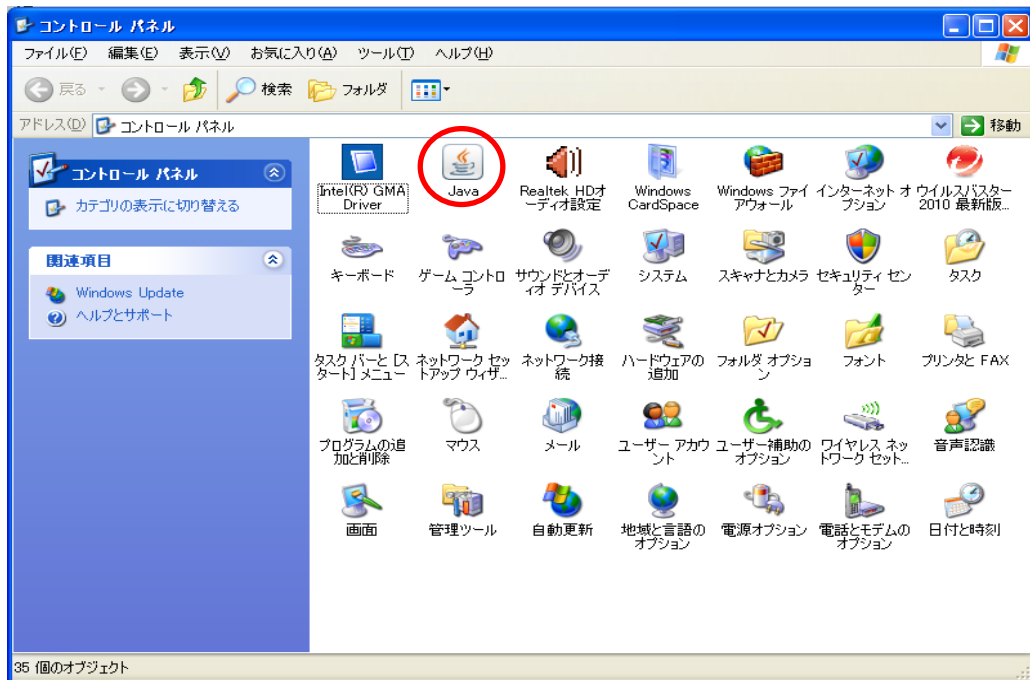 コントロール パネル
ファイル(F) 編集(E) 表示(V) お気に入り(A) ツール(T) ヘルプ(H)
戻る 検索 フォルダ
アドレス(D) コントロール パネル 移動
コントロール パネル
カテゴリの表示に切り替える
関連項目
Windows Update
ヘルプとサポート
Intel(R) GMA
Driver
Java
Realtek HDオ
ーディオ設定
Windows
CardSpace
Windows ファイ
アウォール
インターネット オ
プション
ウイルスバスター
2010 最新版...
キーボード
ゲーム コントロ
ーラ
サウンドとオーデ
ィオ デバイス
システム
スキャナとカメラ
セキュリティ セン
ター
タスク
タスク バーと [ス
タート] メニュー
ネットワーク セッ
トアップ ウィザ...
ネットワーク接
続
ハードウェアの
追加
フォルダ オプショ
ン
フォント
プリンタと FAX
プログラムの追
加と削除
マウス
メール
ユーザー アカウ
ント
ユーザー補助の
オプション
ワイヤレス ネッ
トワーク セット...
音声認識
画面
管理ツール
自動更新
地域と言語の
オプション
電源オプション
電話とモデムの
オプション
日付と時刻
35 個のオブジェクト